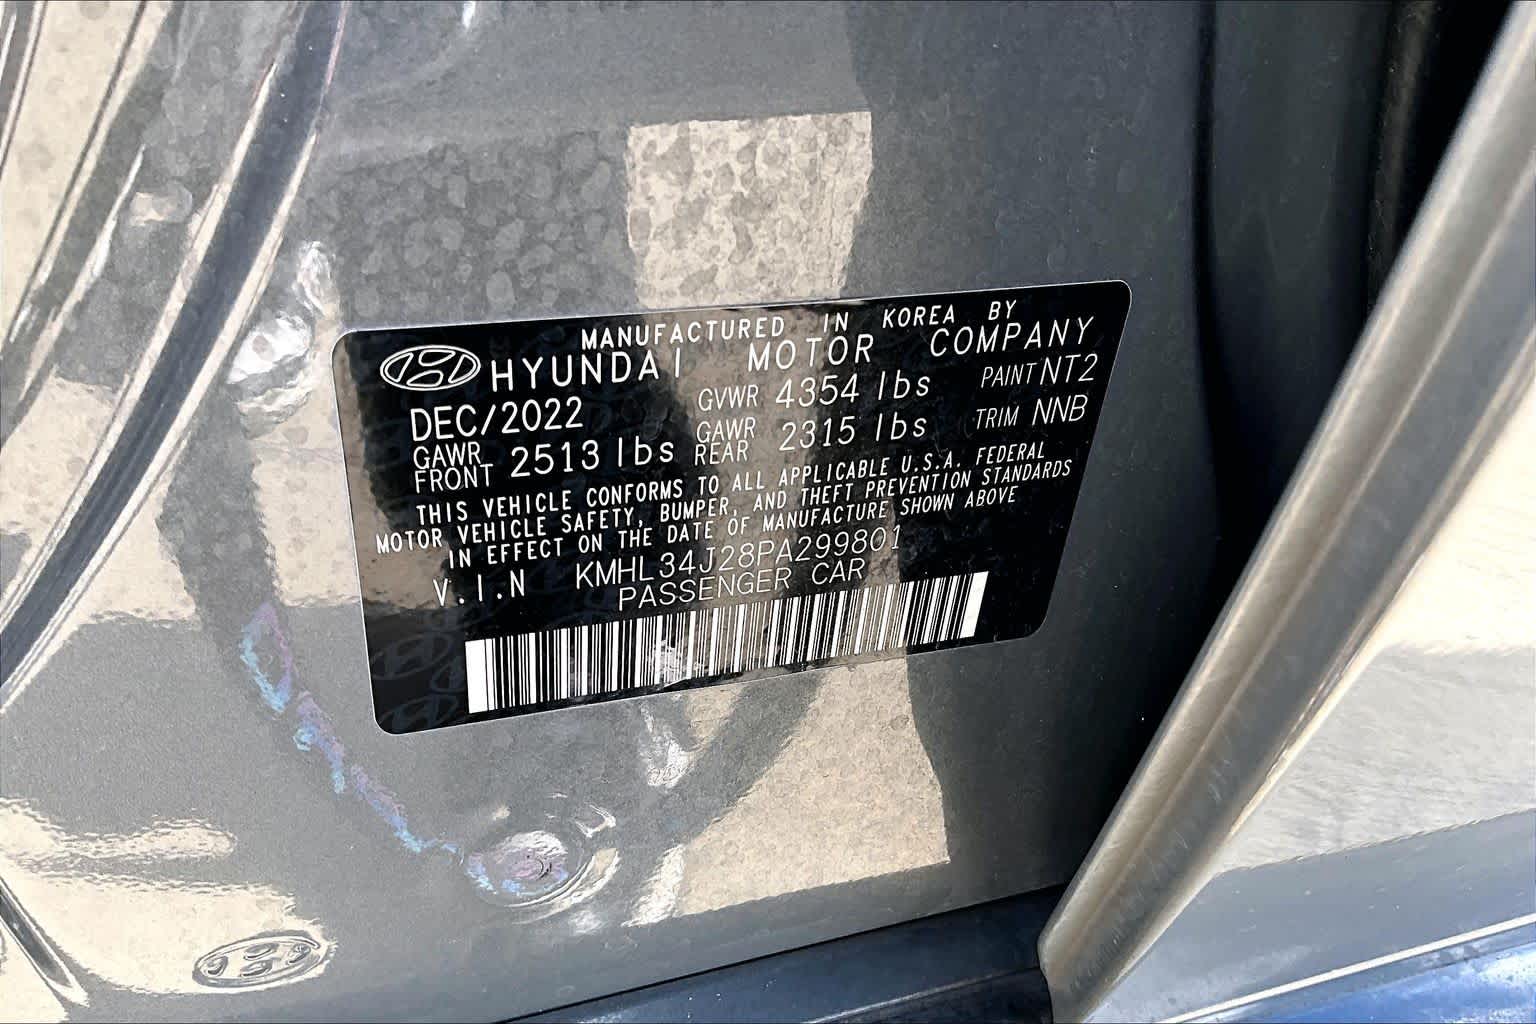 MANUFACTURED IN KOREA BY
HYUNDAI MOTOR COMPANY
DEC/2022 GVWR 4354 lbs PAINT NT2
GAWR FRONT 2513 lbs GAWR REAR 2315 lbs TRIM NNB
THIS VEHICLE CONFORMS TO ALL APPLICABLE U.S.A. FEDERAL
MOTOR VEHICLE SAFETY, BUMPER, AND THEFT PREVENTION STANDARDS
IN EFFECT ON THE DATE OF MANUFACTURE SHOWN ABOVE
V.I.N KMHL34J28PA299801
PASSENGER CAR